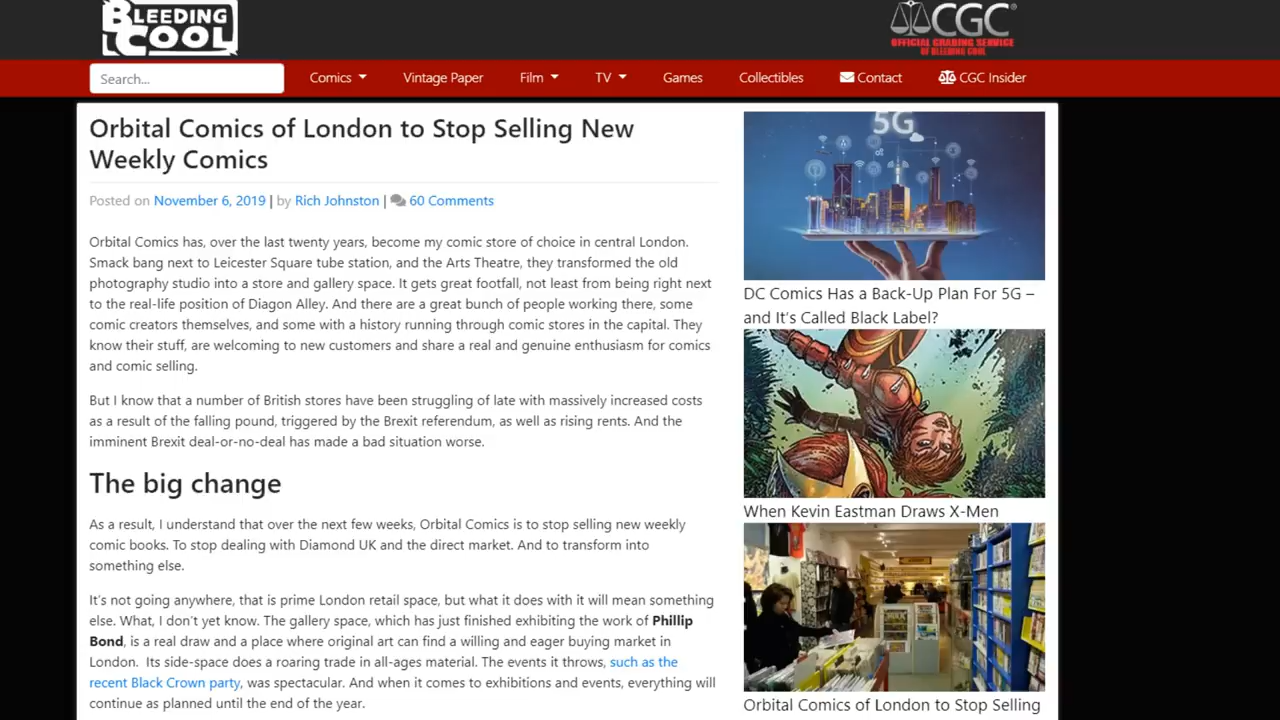 BLEEDING
COOL
CGC®
OFFICIAL GRADING SERVICE
OF BLEEDING COOL
Search...
Comics
Vintage Paper
Film
TV
Games
Collectibles
Contact
CGC Insider
Orbital Comics of London to Stop Selling New
Weekly Comics
Posted on November 6, 2019 | by Rich Johnston | 60 Comments
Orbital Comics has, over the last twenty years, become my comic store of choice in central London.
Smack bang next to Leicester Square tube station, and the Arts Theatre, they transformed the old
photography studio into a store and gallery space. It gets great footfall, not least from being right next
to the real-life position of Diagon Alley. And there are a great bunch of people working there, some
comic creators themselves, and some with a history running through comic stores in the capital. They
know their stuff, are welcoming to new customers and share a real and genuine enthusiasm for comics
and comic selling.
But I know that a number of British stores have been struggling of late with massively increased costs
as a result of the falling pound, triggered by the Brexit referendum, as well as rising rents. And the
imminent Brexit deal-or-no-deal has made a bad situation worse.
The big change
As a result, I understand that over the next few weeks, Orbital Comics is to stop selling new weekly
comic books. To stop dealing with Diamond UK and the direct market. And to transform into
something else.
It's not going anywhere, that is prime London retail space, but what it does with it will mean something
else. What, I don't yet know. The gallery space, which has just finished exhibiting the work of Phillip
Bond, is a real draw and a place where original art can find a willing and eager buying market in
London. Its side-space does a roaring trade in all-ages material. The events it throws, such as the
recent Black Crown party, was spectacular. And when it comes to exhibitions and events, everything will
continue as planned until the end of the year.
5G
DC Comics Has a Back-Up Plan For 5G –
and It's Called Black Label?
When Kevin Eastman Draws X-Men
Orbital Comics of London to Stop Selling